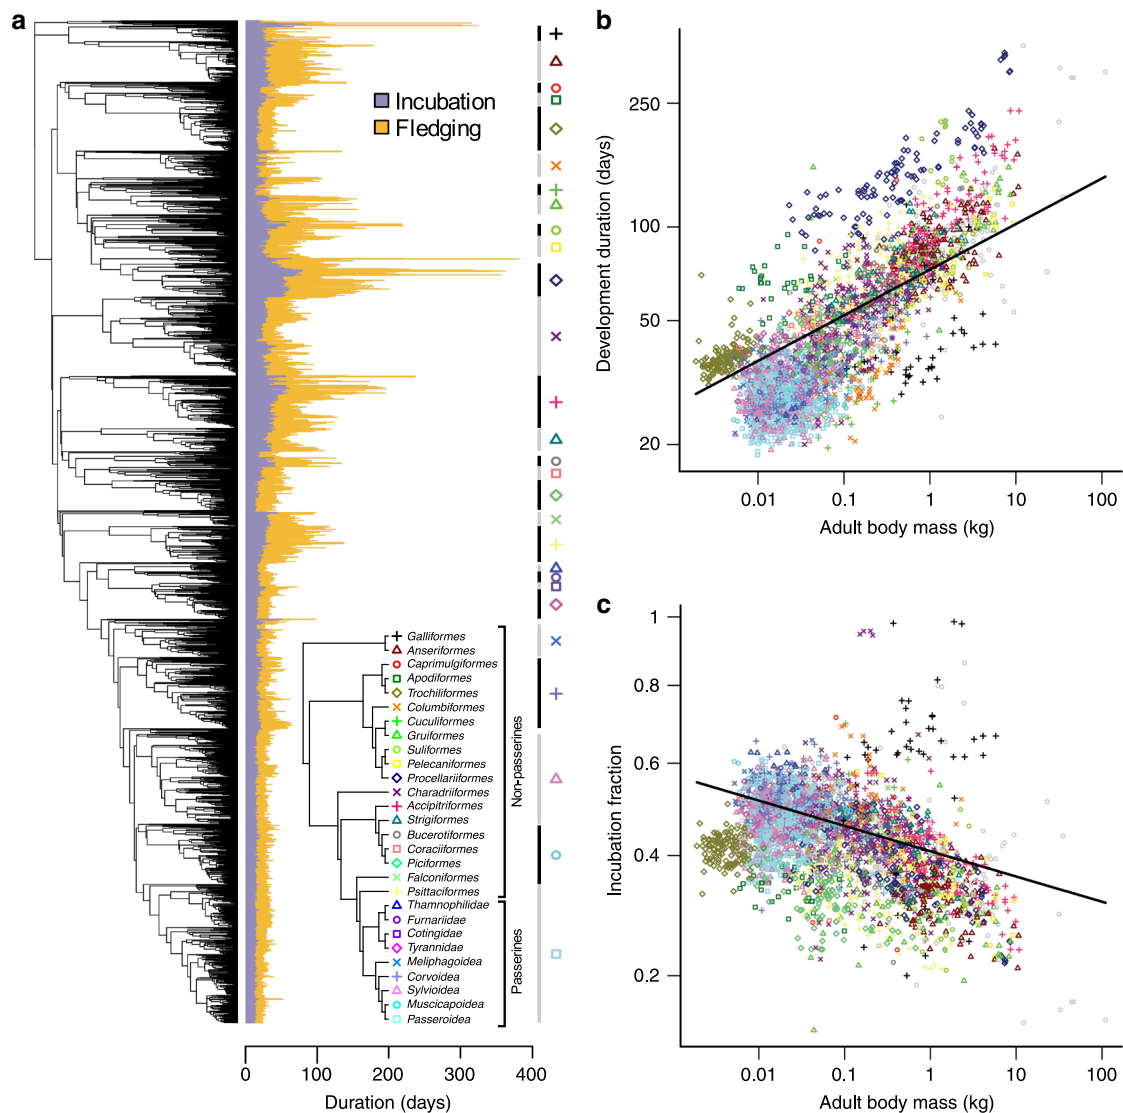 a
Incubation
Fledging
Galliformes
Anseriformes
Caprimulgiformes
Apodiformes
Trochiliformes
Columbiformes
Cuculiformes
Gruiformes
Suliformes
Pelecaniformes
Procellariiformes
Charadriiformes
Accipitriformes
Strigiformes
Bucerotiformes
Coraciiformes
Piciformes
Falconiformes
Psittaciformes
Thamnophilidae
Furnariidae
Cotingidae
Tyrannidae
Meliphagoidea
Corvoidea
Sylvioidea
Muscicapoidea
Passeroidea
Non-passerines
Passerines
0 100 200 300 400
Duration (days)
b
Development duration (days)
250
100
50
20
0.01 0.1 1 10 100
Adult body mass (kg)
c
Incubation fraction
1
0.8
0.6
0.4
0.2
0.01 0.1 1 10 100
Adult body mass (kg)